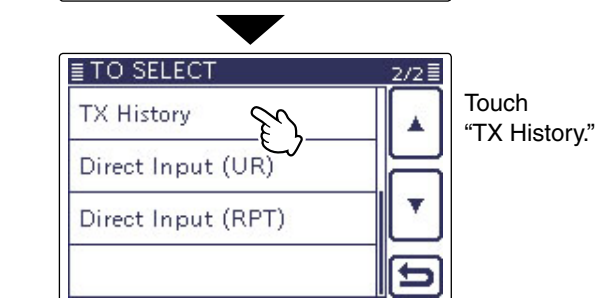 TO SELECT 2/2
TX History
Touch
“TX History.”
Direct Input (UR)
Direct Input (RPT)